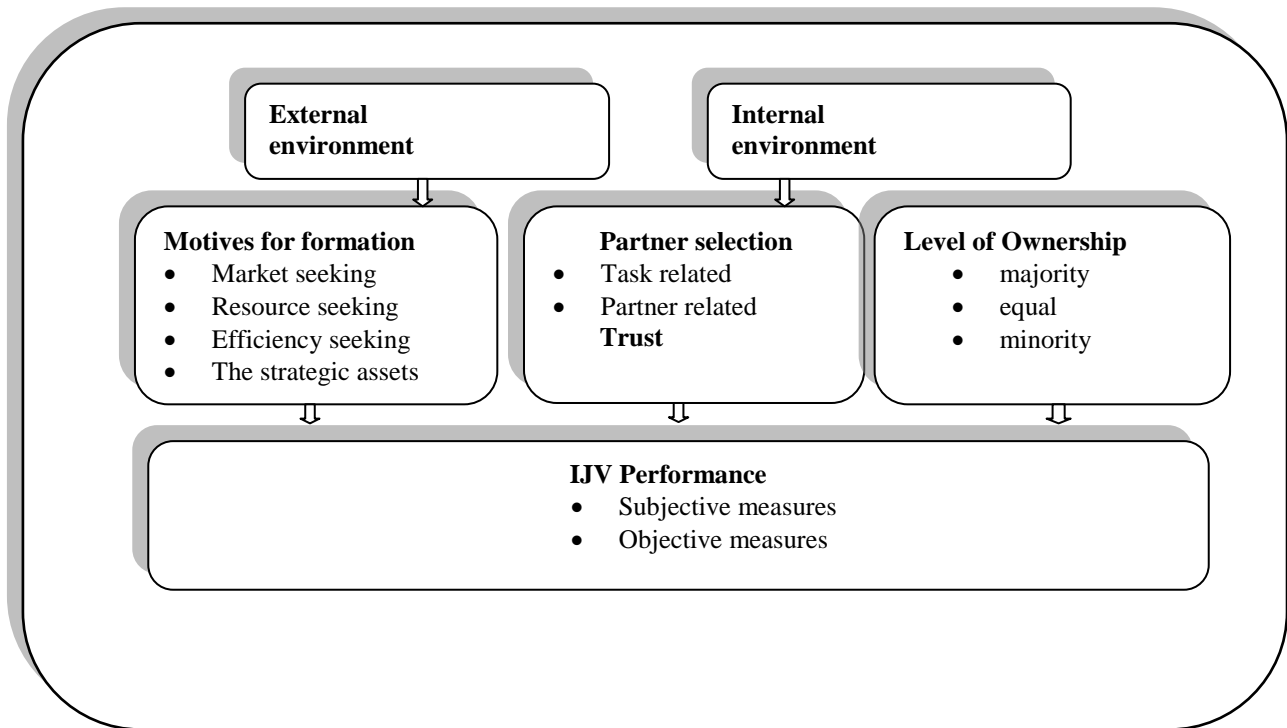 External
environment
Internal
environment
Motives for formation
• Market seeking
• Resource seeking
• Efficiency seeking
• The strategic assets
Partner selection
• Task related
• Partner related
Trust
Level of Ownership
• majority
• equal
• minority
IJV Performance
• Subjective measures
• Objective measures